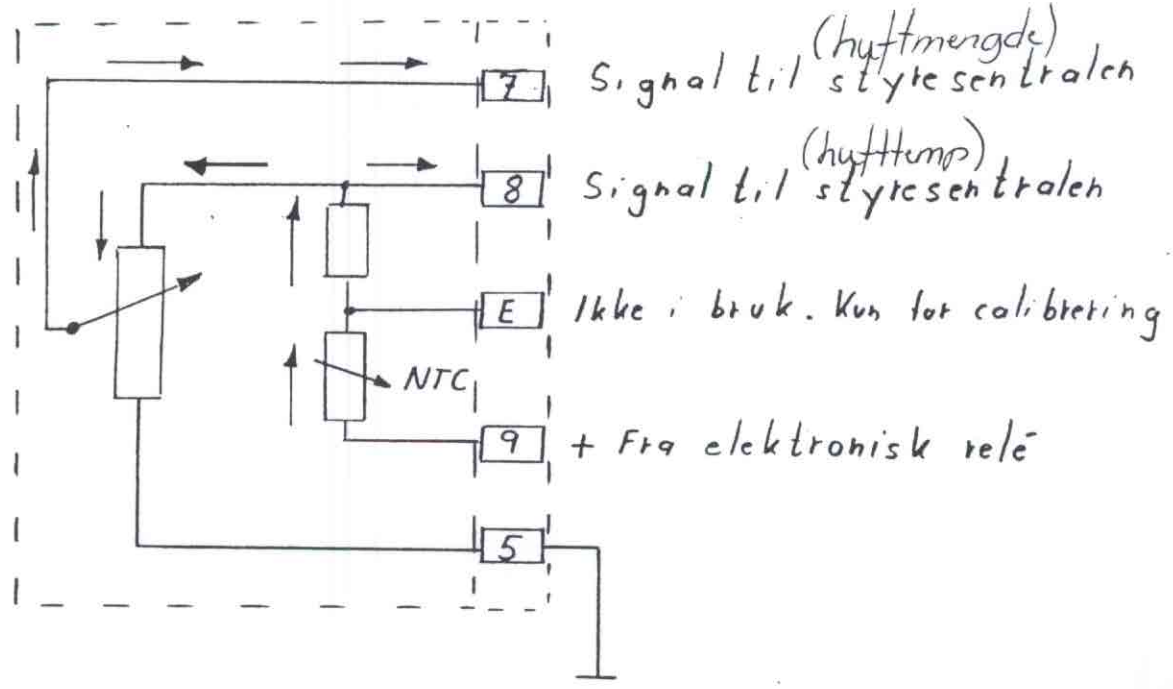 (luftmengde)
7 Signal til styresentralen
(lufttemp)
8 Signal til styresentralen
E Ikke i bruk. Kun for calibrering
NTC
9 + Fra elektronisk relé
5